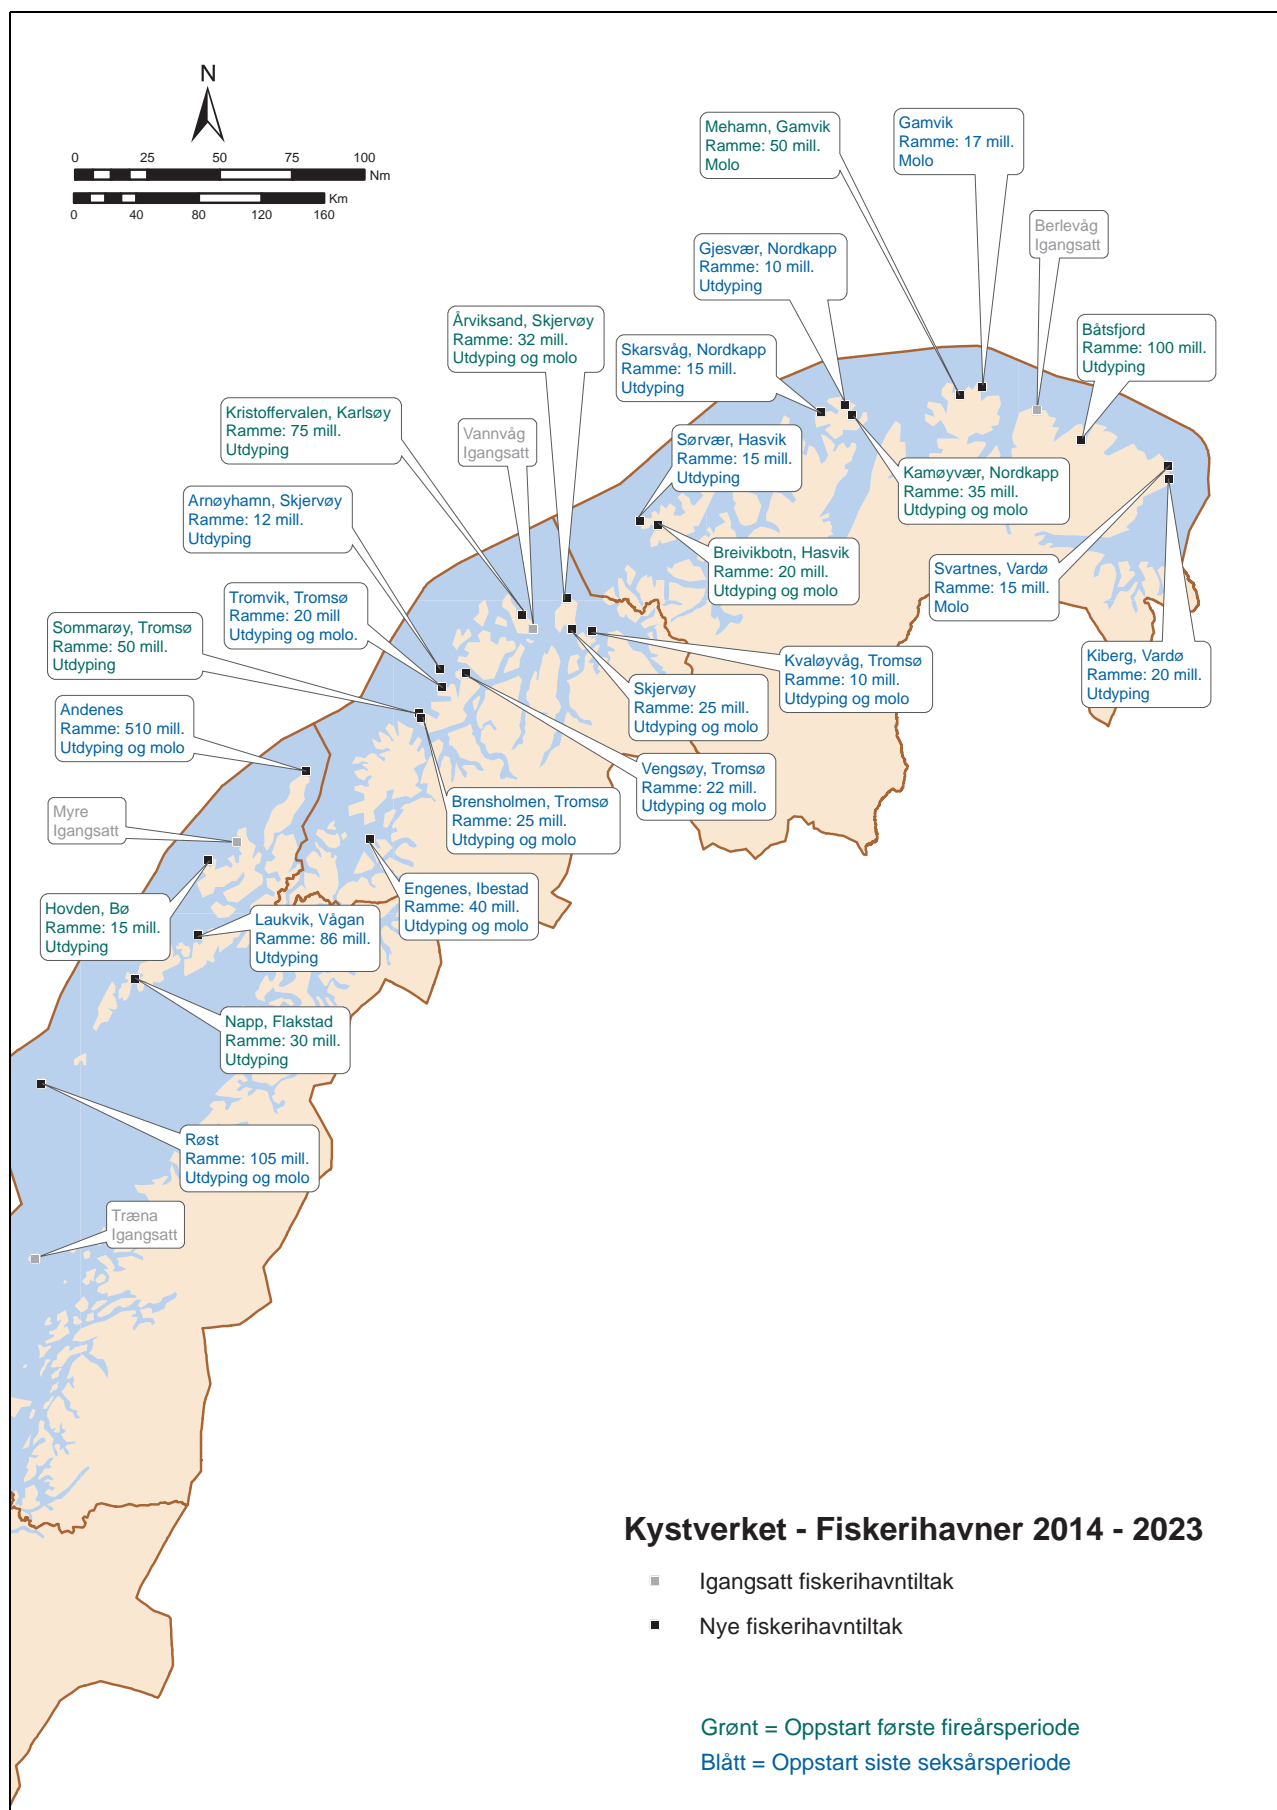 N
0 25 50 75 100
Nm
Km
0 40 80 120 160
Mehamn, Gamvik
Ramme: 50 mill.
Molo
Gamvik
Ramme: 17 mill.
Molo
Berlevåg
Igangsatt
Gjesvær, Nordkapp
Ramme: 10 mill.
Utdyping
Årviksand, Skjervøy
Ramme: 32 mill.
Utdyping og molo
Skarsvåg, Nordkapp
Ramme: 15 mill.
Utdyping
Båtsfjord
Ramme: 100 mill.
Utdyping
Kristoffervalen, Karlsøy
Ramme: 75 mill.
Utdyping
Vannvåg
Igangsatt
Sørvær, Hasvik
Ramme: 15 mill.
Utdyping
Kamøyvær, Nordkapp
Ramme: 35 mill.
Utdyping og molo
Arnøyhamn, Skjervøy
Ramme: 12 mill.
Utdyping
Breivikbotn, Hasvik
Ramme: 20 mill.
Utdyping og molo
Svartnes, Vardø
Ramme: 15 mill.
Molo
Tromvik, Tromsø
Ramme: 20 mill
Utdyping og molo.
Sommarøy, Tromsø
Ramme: 50 mill.
Utdyping
Kvaløyvåg, Tromsø
Ramme: 10 mill.
Utdyping og molo
Kiberg, Vardø
Ramme: 20 mill.
Utdyping
Skjervøy
Ramme: 25 mill.
Utdyping og molo
Andenes
Ramme: 510 mill.
Utdyping og molo
Vengsøy, Tromsø
Ramme: 22 mill.
Utdyping og molo
Brensholmen, Tromsø
Ramme: 25 mill.
Utdyping og molo
Myre
Igangsatt
Engenes, Ibestad
Ramme: 40 mill.
Utdyping og molo
Hovden, Bø
Ramme: 15 mill.
Utdyping
Laukvik, Vågan
Ramme: 86 mill.
Utdyping
Napp, Flakstad
Ramme: 30 mill.
Utdyping
Røst
Ramme: 105 mill.
Utdyping og molo
Træna
Igangsatt
Kystverket - Fiskerihavner 2014 - 2023
Igangsatt fiskerihavntiltak
Nye fiskerihavntiltak
Grønt = Oppstart første fireårsperiode
Blått = Oppstart siste seksårsperiode